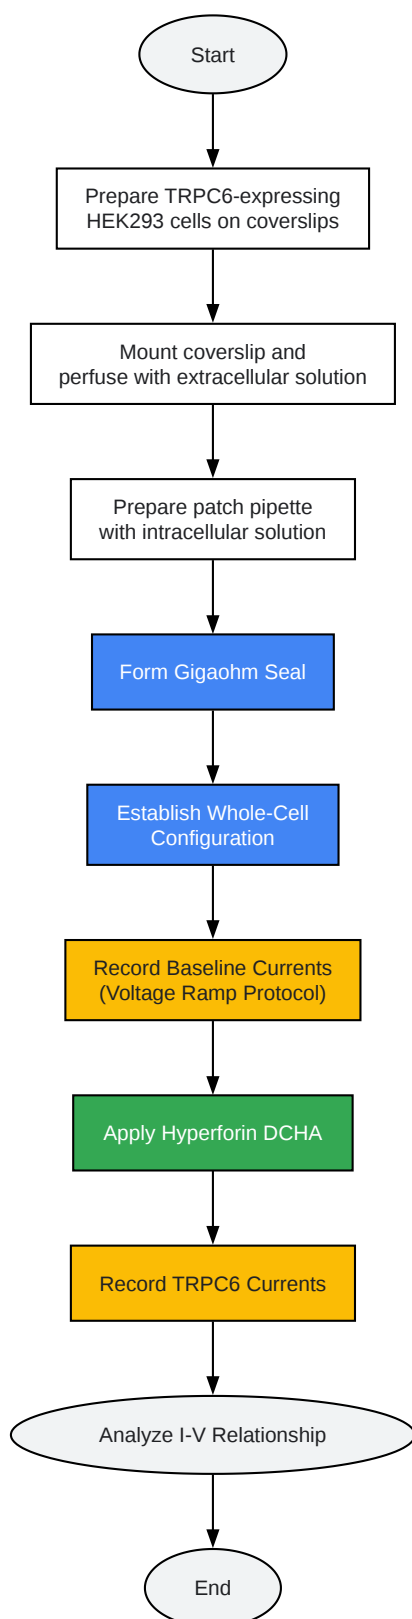 Start
Prepare TRPC6-expressing
HEK293 cells on coverslips
Mount coverslip and
perfuse with extracellular solution
Prepare patch pipette
with intracellular solution
Form Gigaohm Seal
Establish Whole-Cell
Configuration
Record Baseline Currents
(Voltage Ramp Protocol)
Apply Hyperforin DCHA
Record TRPC6 Currents
Analyze I-V Relationship
End